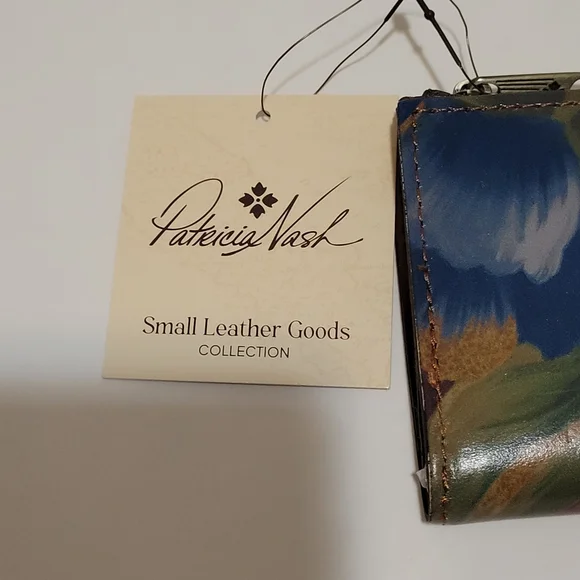 Patricia Nash
Small Leather Goods
COLLECTION